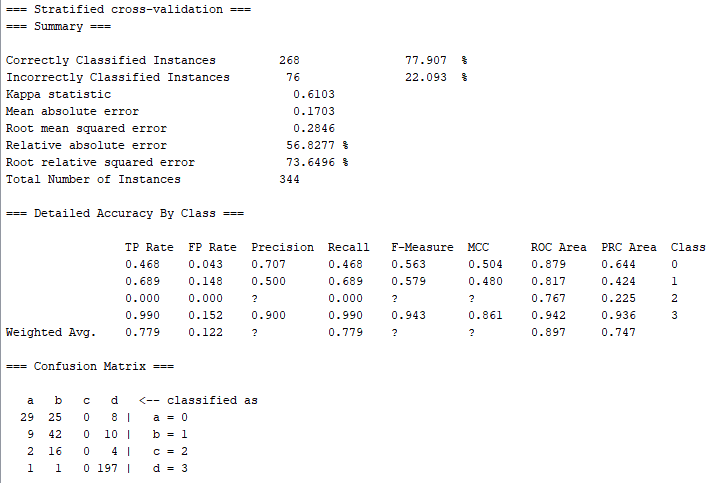 === Stratified cross-validation ===
=== Summary ===
Correctly Classified Instances 268 77.907 %
Incorrectly Classified Instances 76 22.093 %
Kappa statistic 0.6103
Mean absolute error 0.1703
Root mean squared error 0.2846
Relative absolute error 56.8277 %
Root relative squared error 73.6496 %
Total Number of Instances 344
=== Detailed Accuracy By Class ===
TP Rate FP Rate Precision Recall F-Measure MCC ROC Area PRC Area Class
0.468 0.043 0.707 0.468 0.563 0.504 0.879 0.644 0
0.689 0.148 0.500 0.689 0.579 0.480 0.817 0.424 1
0.000 0.000 ? 0.000 ? ? 0.767 0.225 2
0.990 0.152 0.900 0.990 0.943 0.861 0.942 0.936 3
Weighted Avg. 0.779 0.122 ? 0.779 ? ? 0.897 0.747
=== Confusion Matrix ===
a b c d <-- classified as
29 25 0 8 | a = 0
9 42 0 10 | b = 1
2 16 0 4 | c = 2
1 1 0 197 | d = 3